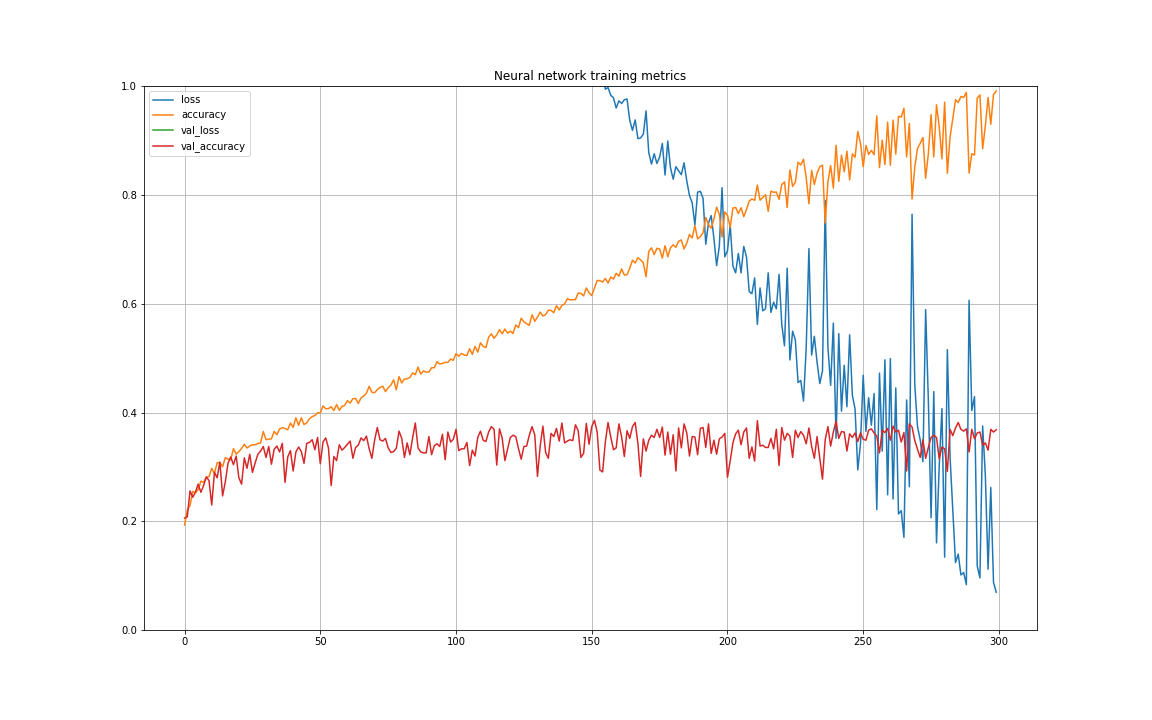 Neural network training metrics
1.0
loss
accuracy
val_loss
val_accuracy
0.8
0.6
0.4
0.2
0.0
0 50 100 150 200 250 300